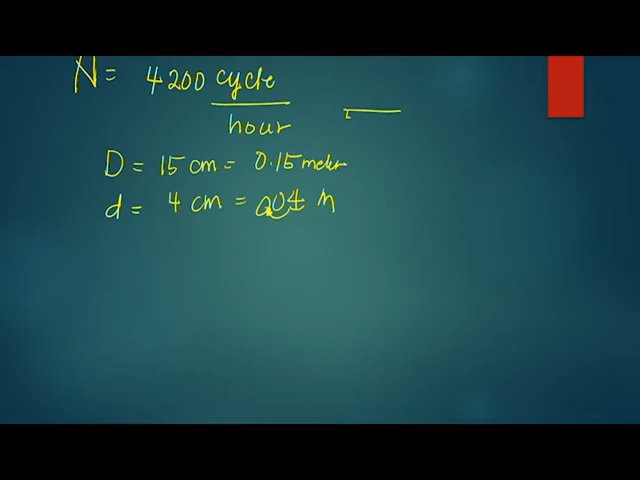 N = 4200 cycle
hour
D = 15 cm = 0.15 meter
d = 4 cm = 0.04 m